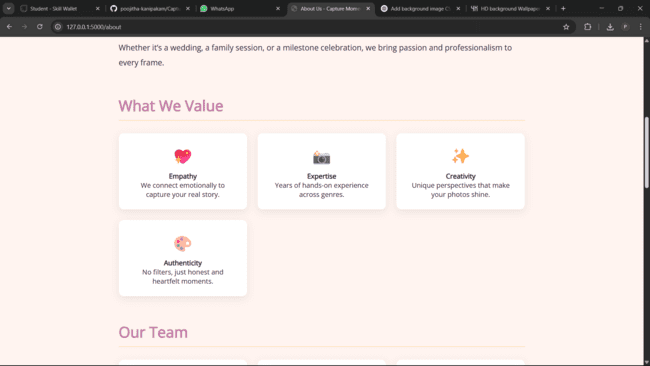 Student - Skill Wallet
poojitha-kanipakam/Capt
WhatsApp
About Us - Capture Mome
Add background image C
HD background Wallpape
127.0.0.1:5000/about
P
Whether it's a wedding, a family session, or a milestone celebration, we bring passion and professionalism to
every frame.
What We Value
Empathy
We connect emotionally to
capture your real story.
Expertise
Years of hands-on experience
across genres.
Creativity
Unique perspectives that make
your photos shine.
Authenticity
No filters, just honest and
heartfelt moments.
Our Team